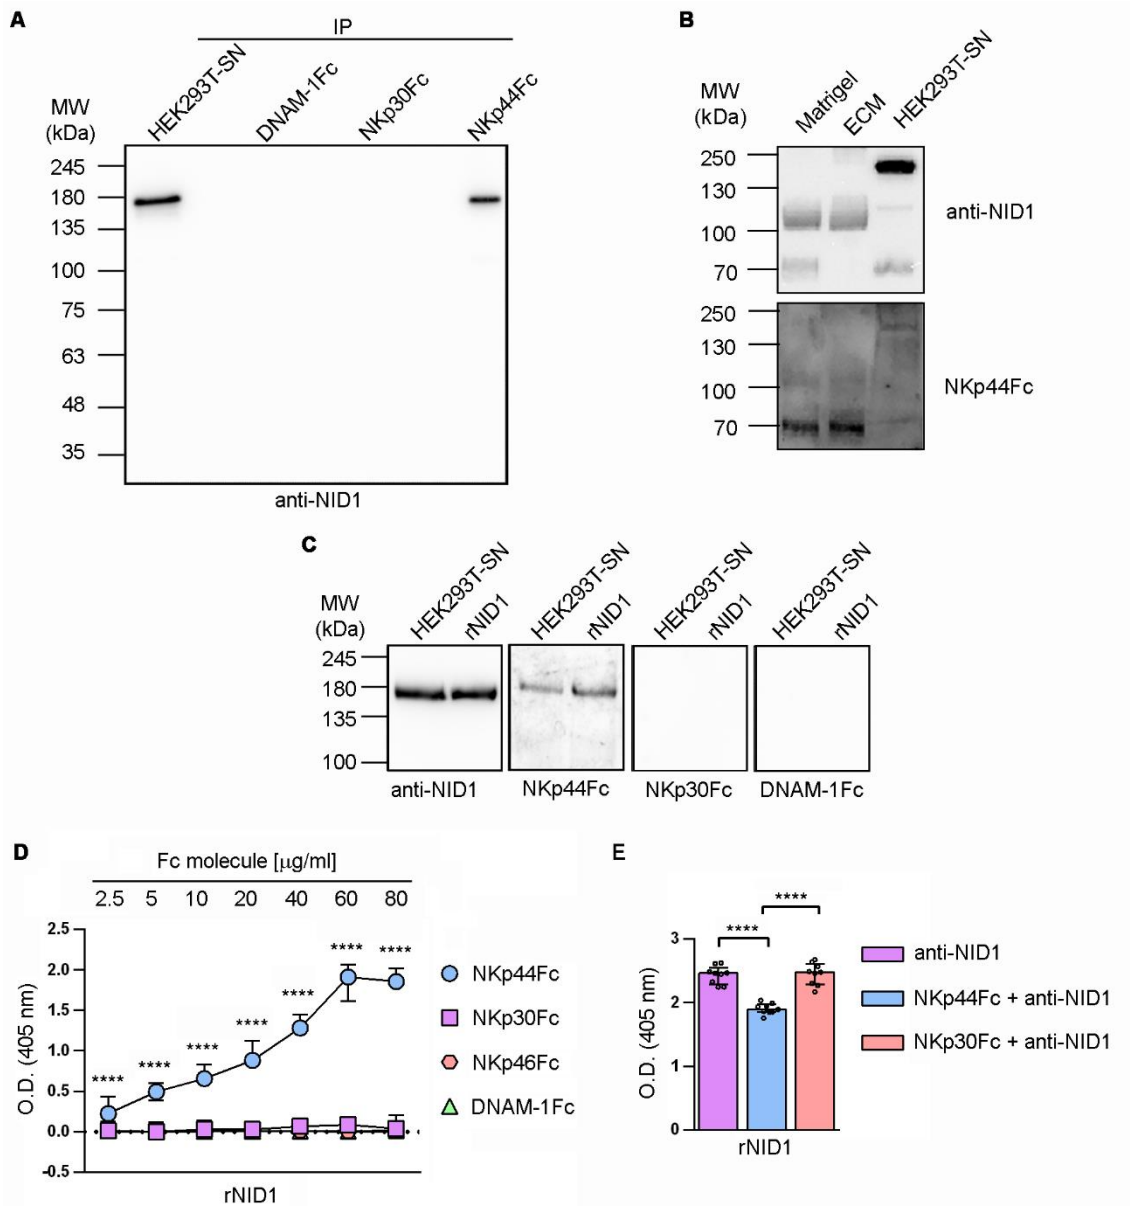 A
IP
MW
(kDa)
HEK293T-SN
DNAM-1Fc
NKp30Fc
NKp44Fc
245
180
135
100
75
63
48
35
anti-NID1
B
MW
(kDa)
Matrigel
ECM
HEK293T-SN
250
130
100
70
anti-NID1
250
130
100
70
NKp44Fc
C
MW
(kDa)
HEK293T-SN
rNID1
HEK293T-SN
rNID1
HEK293T-SN
rNID1
HEK293T-SN
rNID1
245
180
135
100
anti-NID1
NKp44Fc
NKp30Fc
DNAM-1Fc
D
Fc molecule [μg/ml]
2.5 5 10 20 40 60 80
O.D. (405 nm)
2.5
2.0
1.5
1.0
0.5
0.0
-0.5
**** **** **** **** **** **** ****
rNID1
NKp44Fc
NKp30Fc
NKp46Fc
DNAM-1Fc
E
O.D. (405 nm)
3
2
1
0
****
****
rNID1
anti-NID1
NKp44Fc + anti-NID1
NKp30Fc + anti-NID1